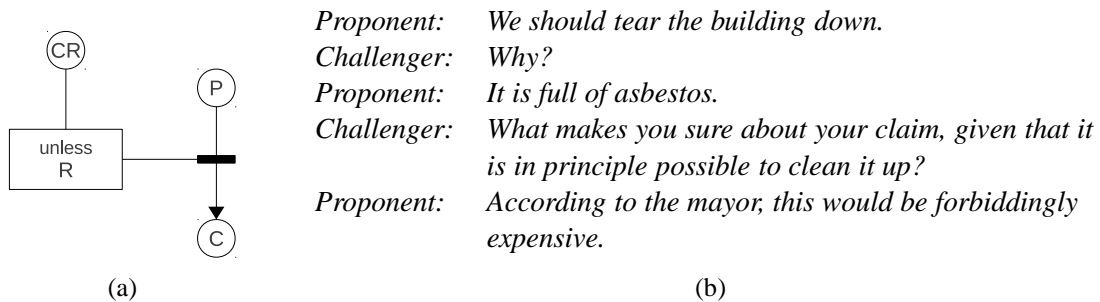 CR
P
unless
R
C
(a)
Proponent: We should tear the building down.
Challenger: Why?
Proponent: It is full of asbestos.
Challenger: What makes you sure about your claim, given that it
is in principle possible to clean it up?
Proponent: According to the mayor, this would be forbiddingly
expensive.
(b)